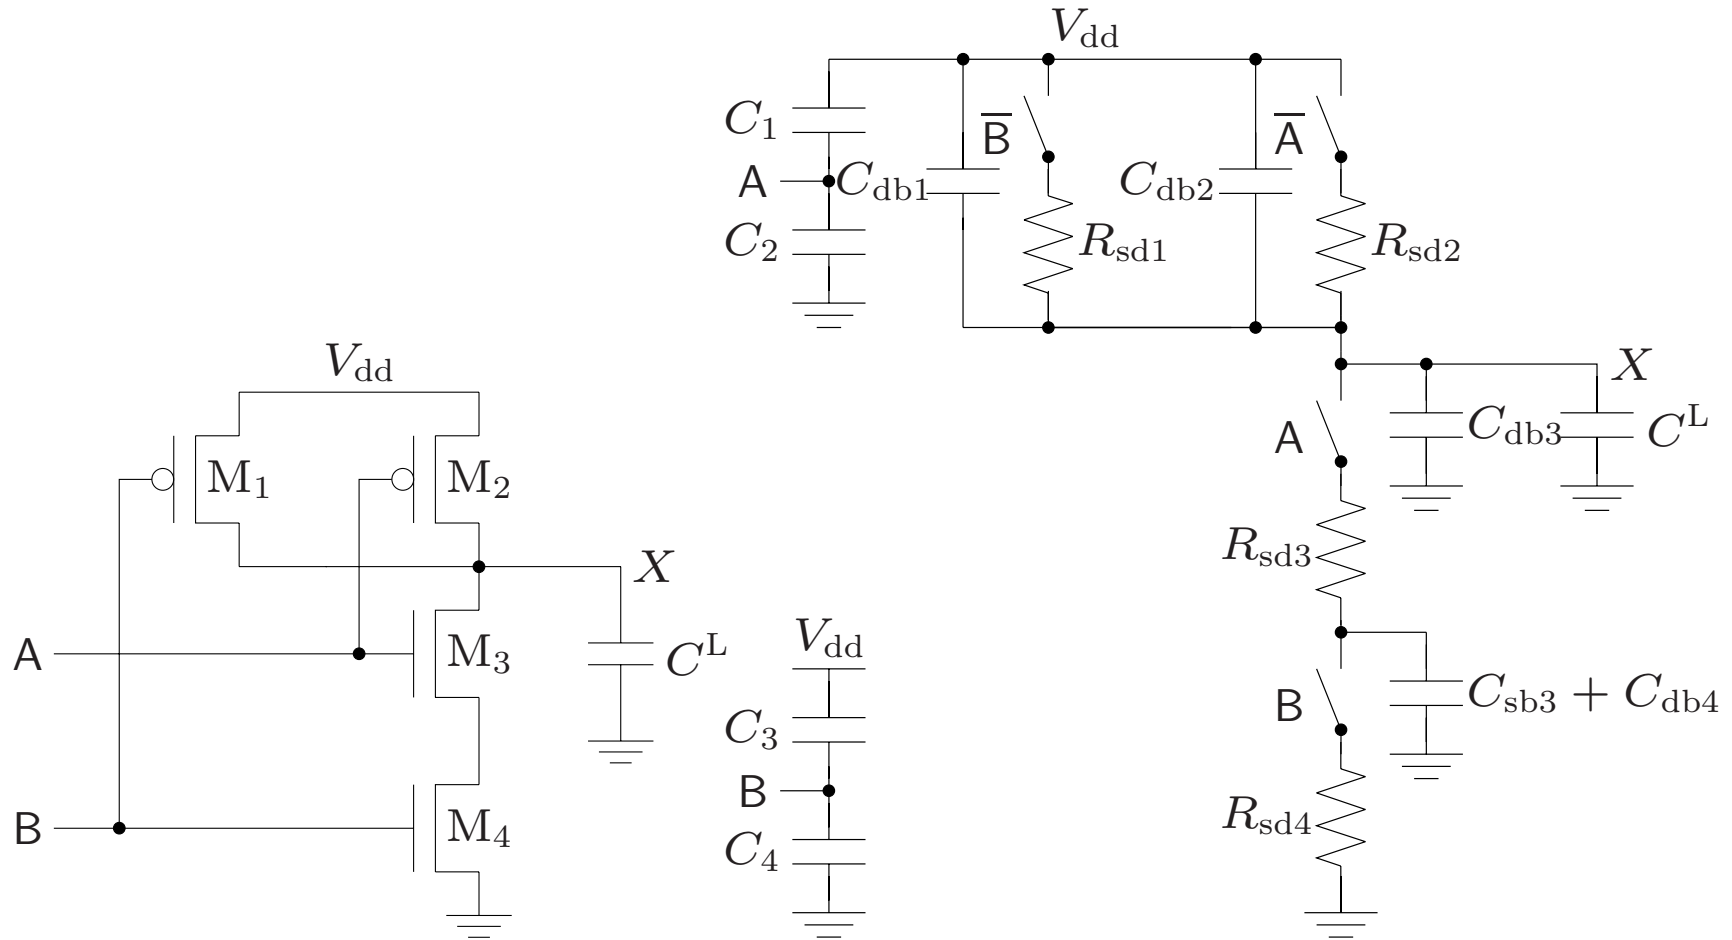 V_dd
M_1
M_2
X
A
M_3
C^L
B
M_4
V_dd
C_1
A
C_2
C_db1
B̅
R_sd1
C_db2
A̅
R_sd2
X
A
C_db3
C^L
R_sd3
V_dd
C_3
B
C_4
B
C_sb3 + C_db4
R_sd4